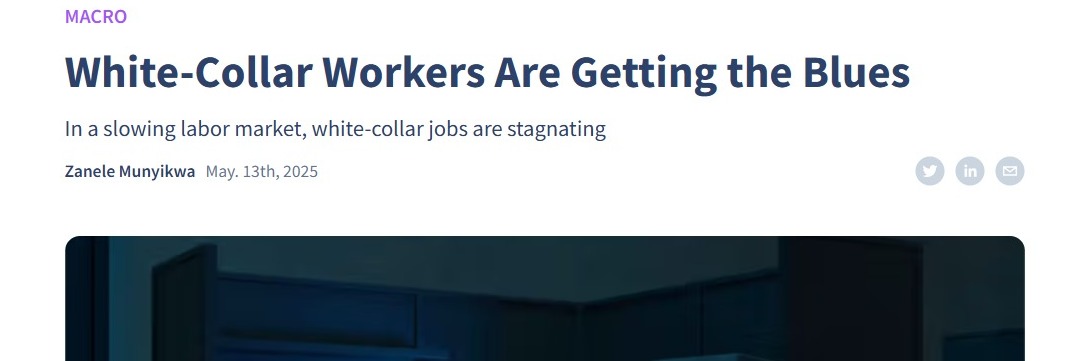 MACRO
White-Collar Workers Are Getting the Blues
In a slowing labor market, white-collar jobs are stagnating
Zanele Munyikwa May. 13th, 2025